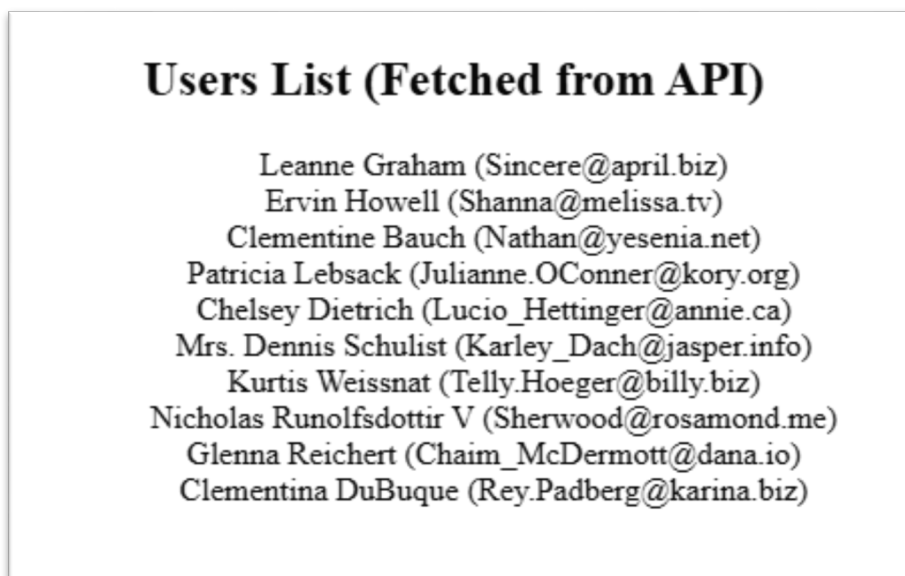 Users List (Fetched from API)
Leanne Graham (Sincere@april.biz)
Ervin Howell (Shanna@melissa.tv)
Clementine Bauch (Nathan@yesenia.net)
Patricia Lebsack (Julianne.OConner@kory.org)
Chelsey Dietrich (Lucio_Hettinger@annie.ca)
Mrs. Dennis Schulist (Karley_Dach@jasper.info)
Kurtis Weissnat (Telly.Hoeger@billy.biz)
Nicholas Runolfsdottir V (Sherwood@rosamond.me)
Glenna Reichert (Chaim_McDermott@dana.io)
Clementina DuBuque (Rey.Padberg@karina.biz)